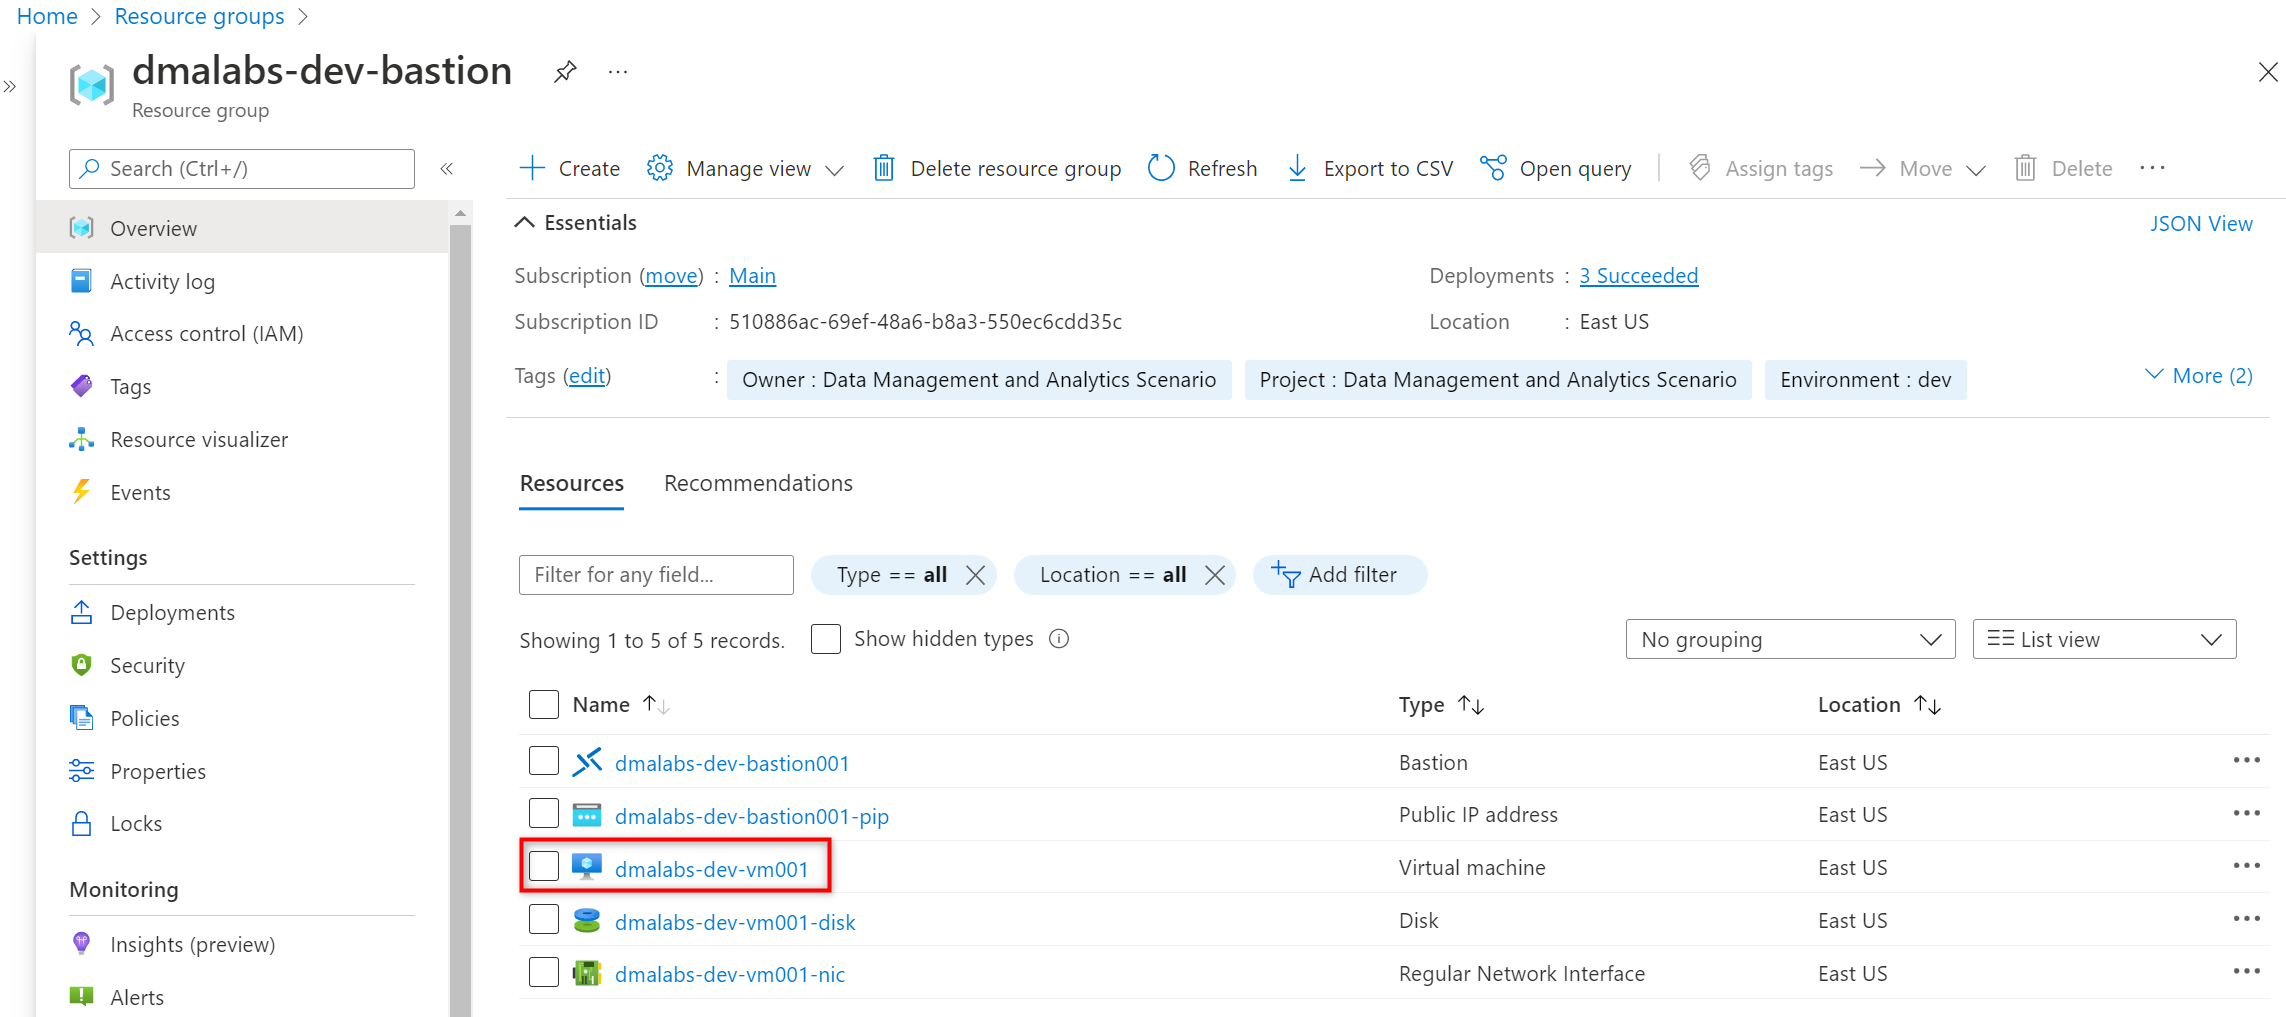 Home > Resource groups >
dmalabs-dev-bastion
Resource group
Search (Ctrl+/)
Overview
Activity log
Access control (IAM)
Tags
Resource visualizer
Events
Settings
Deployments
Security
Policies
Properties
Locks
Monitoring
Insights (preview)
Alerts
Create Manage view Delete resource group Refresh Export to CSV Open query Assign tags Move Delete
Essentials JSON View
Subscription (move) : Main Deployments : 3 Succeeded
Subscription ID : 510886ac-69ef-48a6-b8a3-550ec6cdd35c Location : East US
Tags (edit) : Owner : Data Management and Analytics Scenario Project : Data Management and Analytics Scenario Environment : dev More (2)
Resources Recommendations
Filter for any field... Type == all Location == all Add filter
Showing 1 to 5 of 5 records. Show hidden types No grouping List view
Name Type Location
dmalabs-dev-bastion001 Bastion East US
dmalabs-dev-bastion001-pip Public IP address East US
dmalabs-dev-vm001 Virtual machine East US
dmalabs-dev-vm001-disk Disk East US
dmalabs-dev-vm001-nic Regular Network Interface East US